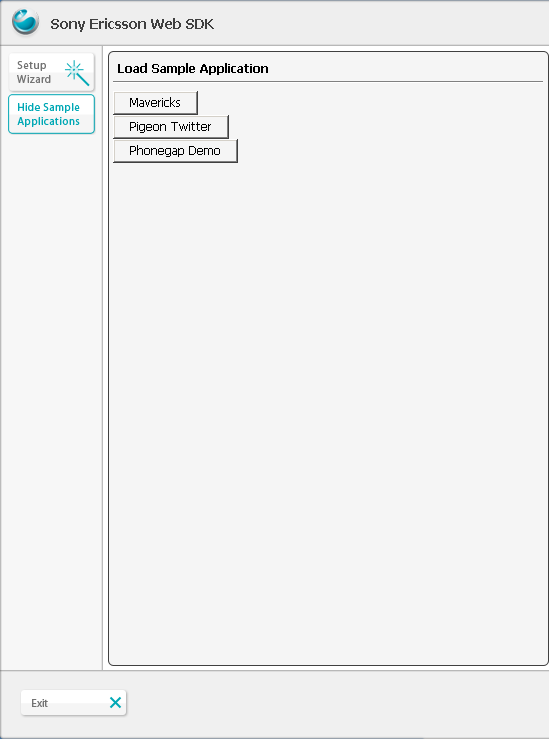 Sony Ericsson Web SDK
Setup
Wizard
Hide Sample
Applications
Load Sample Application
Mavericks
Pigeon Twitter
Phonegap Demo
Exit